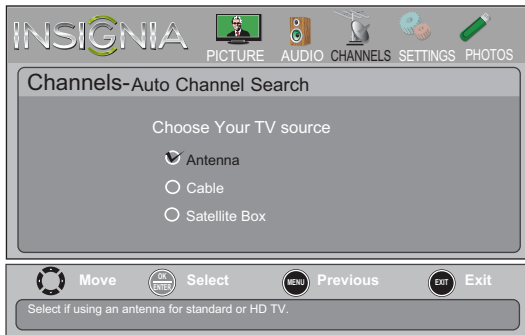 INSIGNIA
PICTURE AUDIO CHANNELS SETTINGS PHOTOS
Channels-Auto Channel Search
Choose Your TV source
Antenna
Cable
Satellite Box
Move OK ENTER Select MENU Previous EXIT Exit
Select if using an antenna for standard or HD TV.